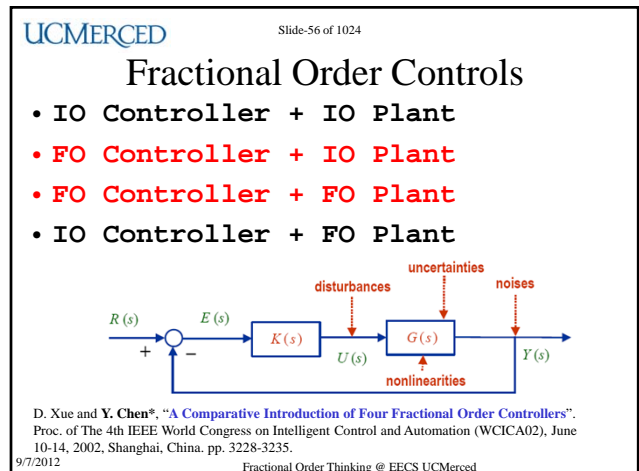 UCMERCED
Slide-56 of 1024
Fractional Order Controls
• IO Controller + IO Plant
• FO Controller + IO Plant
• FO Controller + FO Plant
• IO Controller + FO Plant
uncertainties
disturbances
noises
R(s)
E(s)
K(s)
G(s)
+
−
U(s)
Y(s)
nonlinearities
D. Xue and Y. Chen*, “A Comparative Introduction of Four Fractional Order Controllers”.
Proc. of The 4th IEEE World Congress on Intelligent Control and Automation (WCICA02), June
10-14, 2002, Shanghai, China. pp. 3228-3235.
9/7/2012
Fractional Order Thinking @ EECS UCMerced